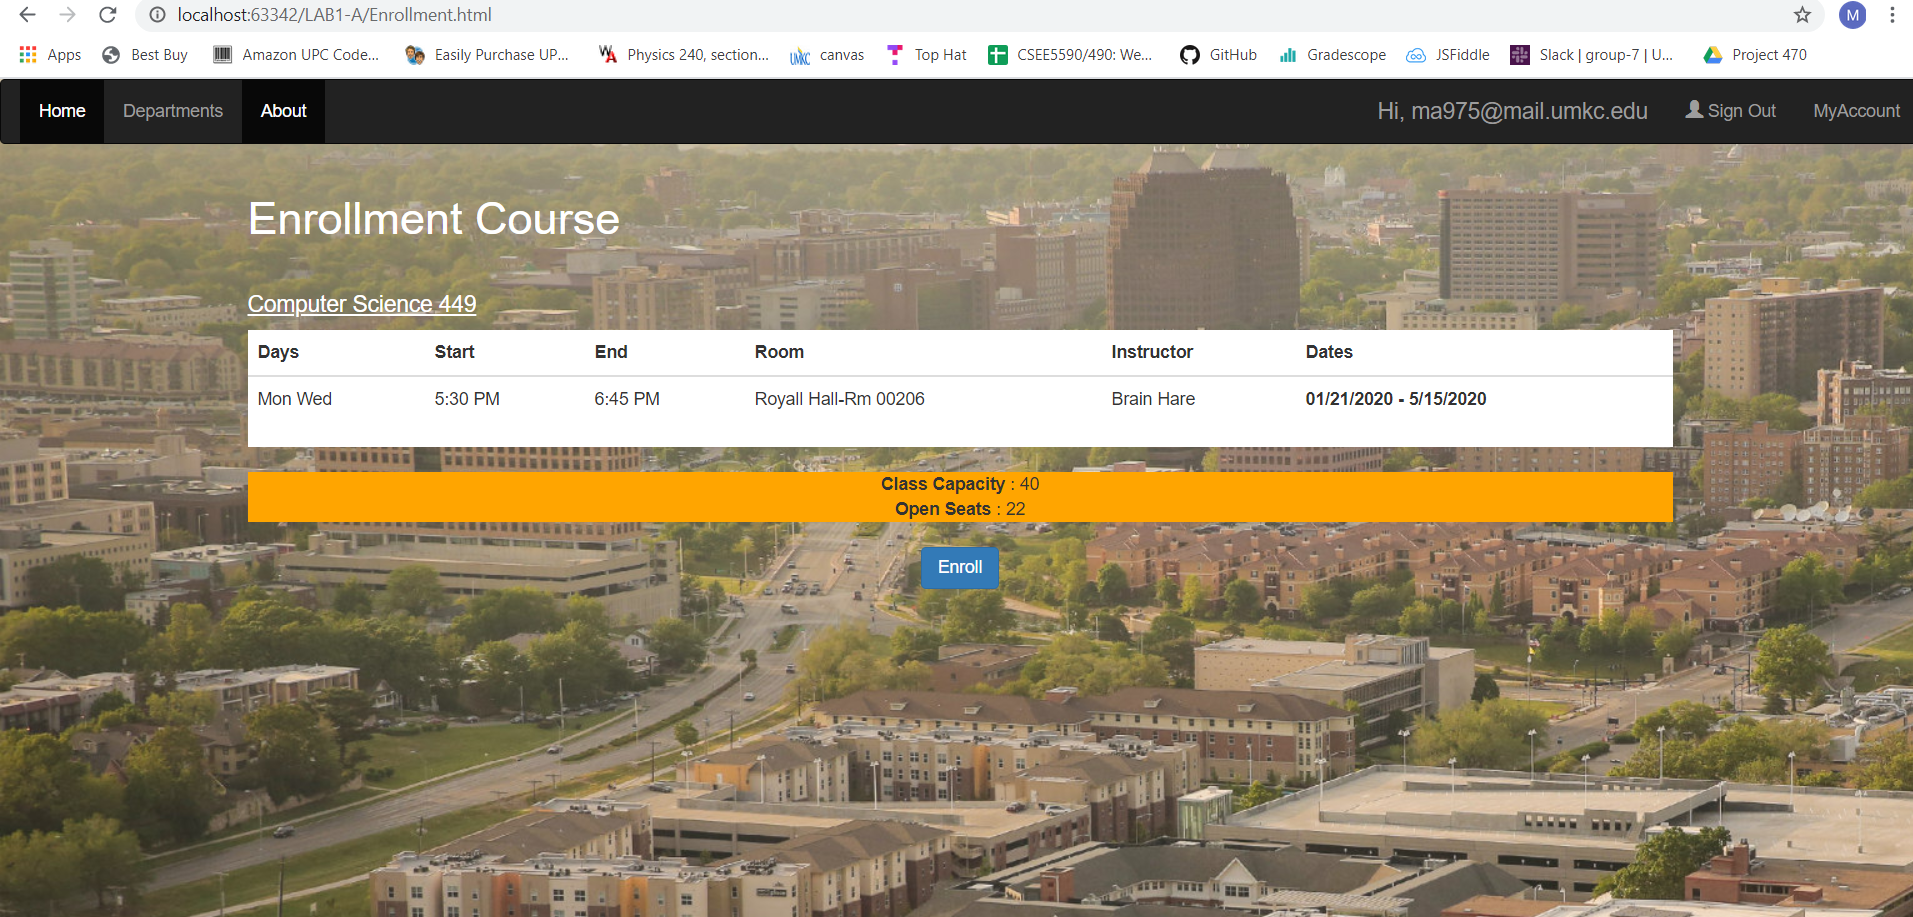 localhost:63342/LAB1-A/Enrollment.html
M
Apps Best Buy Amazon UPC Code... Easily Purchase UP... Physics 240, section... UMKC canvas Top Hat CSEE5590/490: We... GitHub Gradescope JSFiddle Slack | group-7 | U... Project 470
Home Departments About Hi, ma975@mail.umkc.edu Sign Out MyAccount
Enrollment Course
Computer Science 449
Days Start End Room Instructor Dates
Mon Wed 5:30 PM 6:45 PM Royall Hall-Rm 00206 Brain Hare 01/21/2020 - 5/15/2020
Class Capacity : 40
Open Seats : 22
Enroll